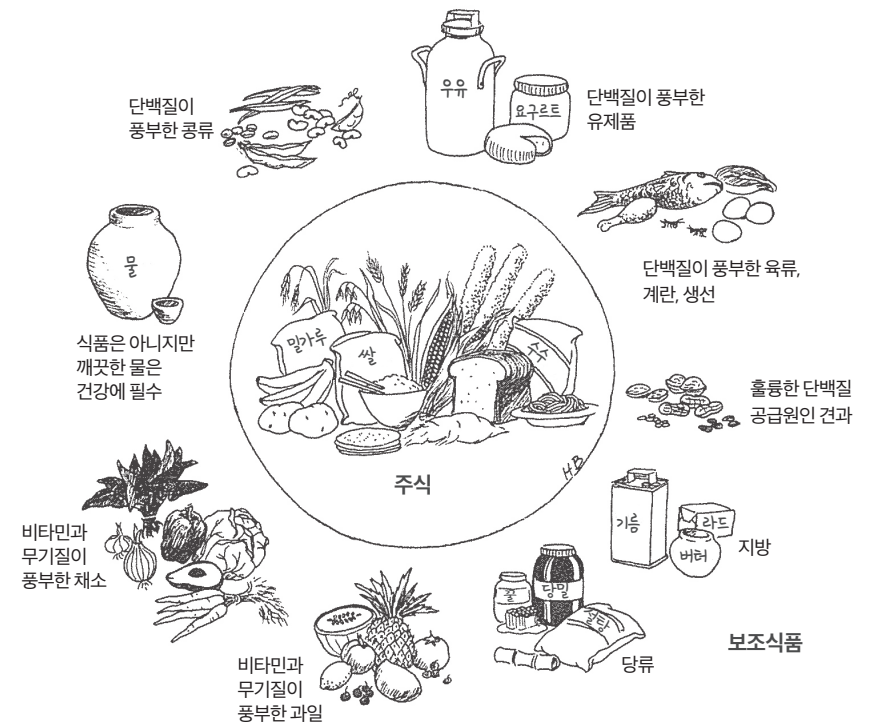 우유
요구르트
단백질이 풍부한
유제품
단백질이
풍부한 콩류
단백질이 풍부한 육류,
계란, 생선
물
식품은 아니지만
깨끗한 물은
건강에 필수
밀가루
쌀
수수
주식
HB
훌륭한 단백질
공급원인 견과
기름
라드
버터
지방
비타민과
무기질이
풍부한 채소
꿀
당밀
설탕
당류
보조식품
비타민과
무기질이
풍부한 과일